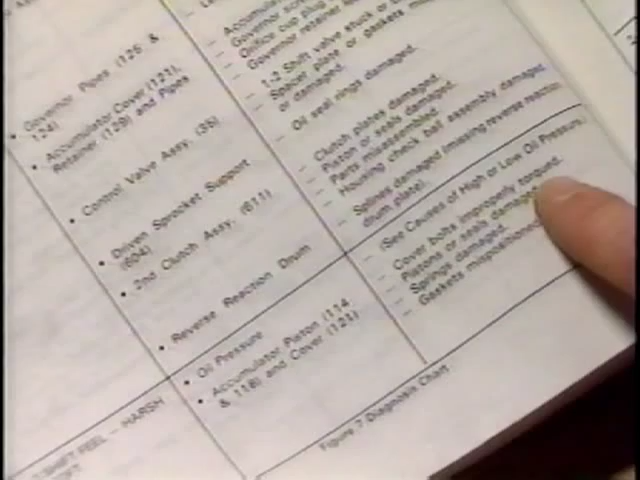 Governor Pipes (125 &
124)
Accumulator Cover (121),
Retainer (129) and Pipes
Control Valve Assy. (35)
Driven Sprocket Support
(604)
2nd Clutch Assy. (611)
Reverse Reaction Drum
Oil Pressure
Accumulator Piston (114
& 118) and Cover (121)
SHIFT FEEL — HARSH
Governor
Orifice cup plug
Governor retainer
1-2 Shift valve stuck or
Spacer plate or gaskets
or damaged.
Oil seal rings damaged.
Clutch plates damaged.
Piston or seals damaged.
Parts misassembled.
Housing check ball assembly damaged.
Splines damaged (missing reverse reaction
drum plate).
(See Causes of High or Low Oil Pressure)
Cover bolts improperly torqued.
Pistons or seals
Springs damaged.
Gaskets mispositioned
Figure 7 Diagnosis Chart